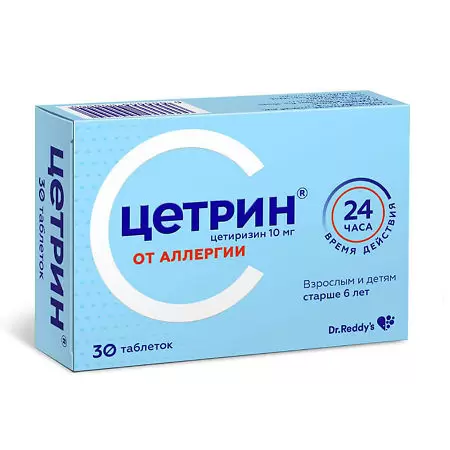 ЦЕТРИН®
цетиризин 10 мг
ОТ АЛЛЕРГИИ
24
ЧАСА
ВРЕМЯ ДЕЙСТВИЯ
Взрослым и детям
старше 6 лет
Dr.Reddy's
30 таблеток
ЦЕТРИН®
30 таблеток